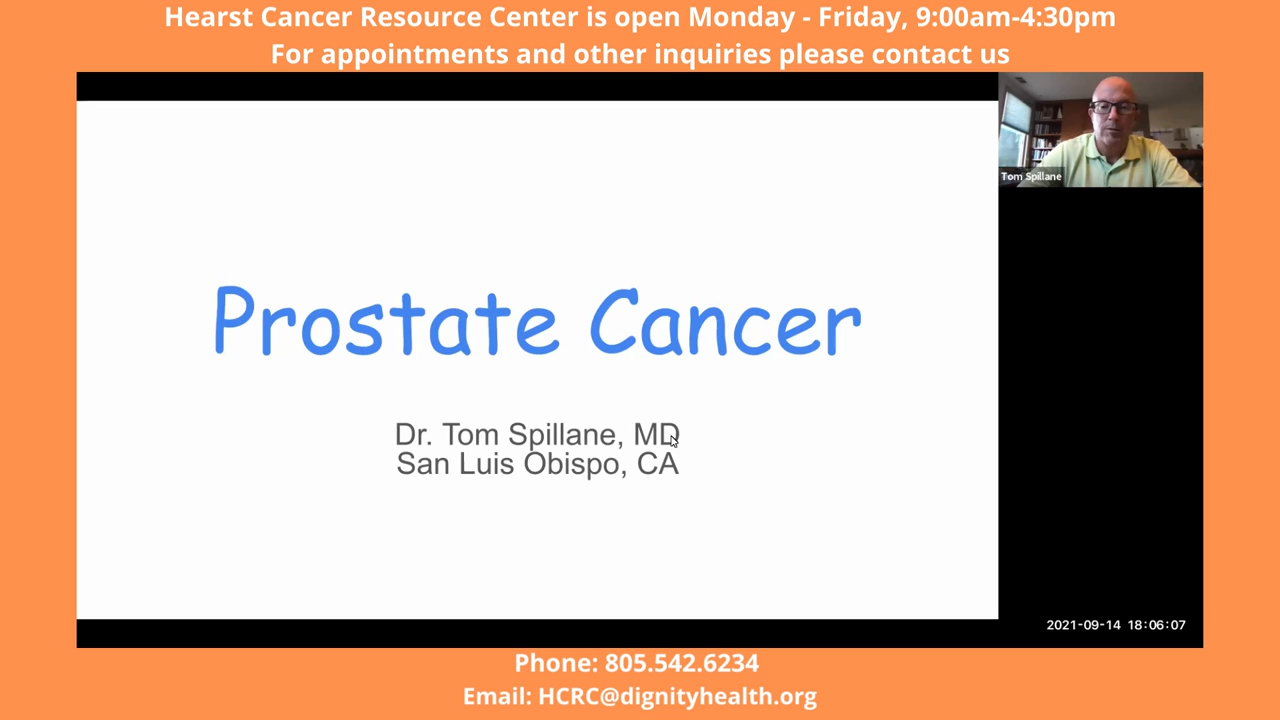 Hearst Cancer Resource Center is open Monday - Friday, 9:00am-4:30pm
For appointments and other inquiries please contact us
Tom Spillane
Prostate Cancer
Dr. Tom Spillane, MD
San Luis Obispo, CA
2021-09-14 18:06:07
Phone: 805.542.6234
Email: HCRC@dignityhealth.org